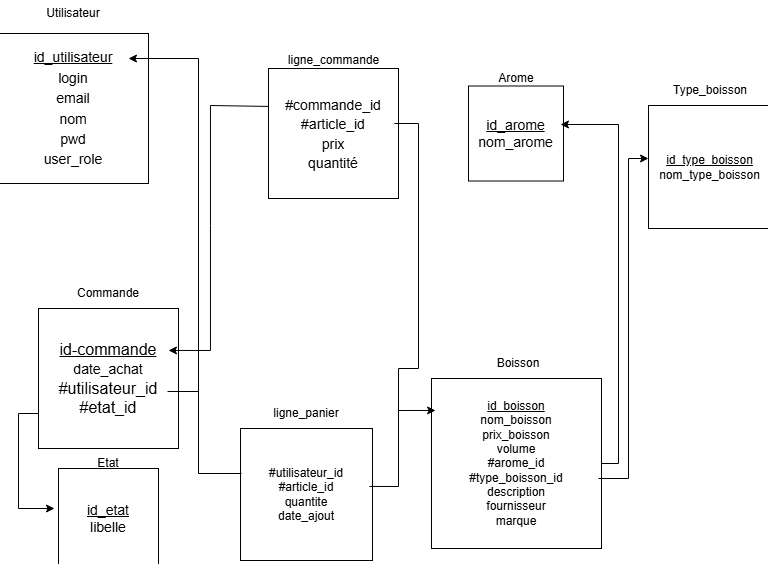 Utilisateur
id_utilisateur
login
email
nom
pwd
user_role
ligne_commande
#commande_id
#article_id
prix
quantité
Arome
id_arome
nom_arome
Type_boisson
id_type_boisson
nom_type_boisson
Commande
id-commande
date_achat
#utilisateur_id
#etat_id
Etat
id_etat
libelle
ligne_panier
#utilisateur_id
#article_id
quantite
date_ajout
Boisson
id_boisson
nom_boisson
prix_boisson
volume
#arome_id
#type_boisson_id
description
fournisseur
marque